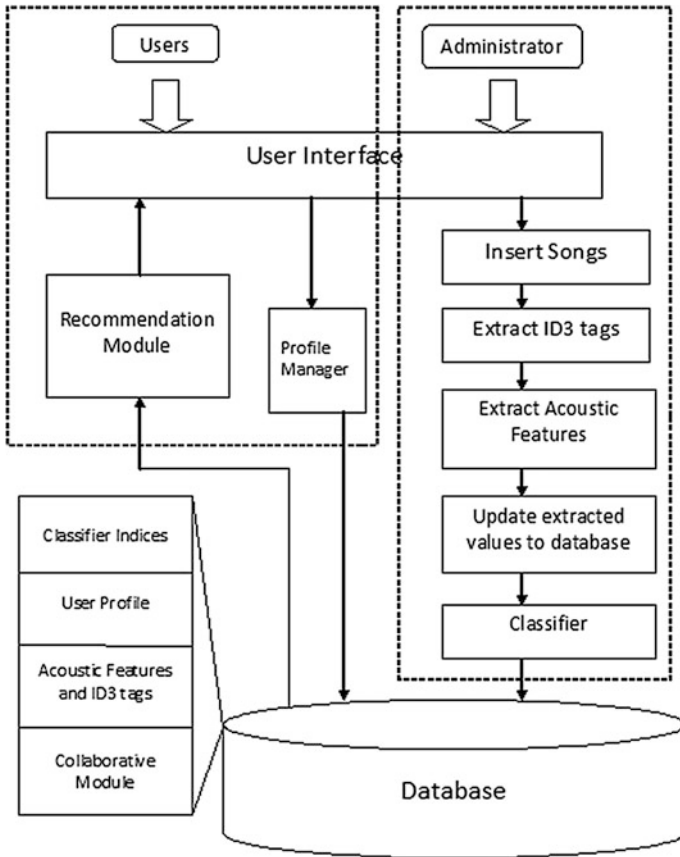 Users
Administrator
User Interface
Recommendation
Module
Profile
Manager
Insert Songs
Extract ID3 tags
Extract Acoustic
Features
Update extracted
values to database
Classifier
Classifier Indices
User Profile
Acoustic Features
and ID3 tags
Collaborative
Module
Database